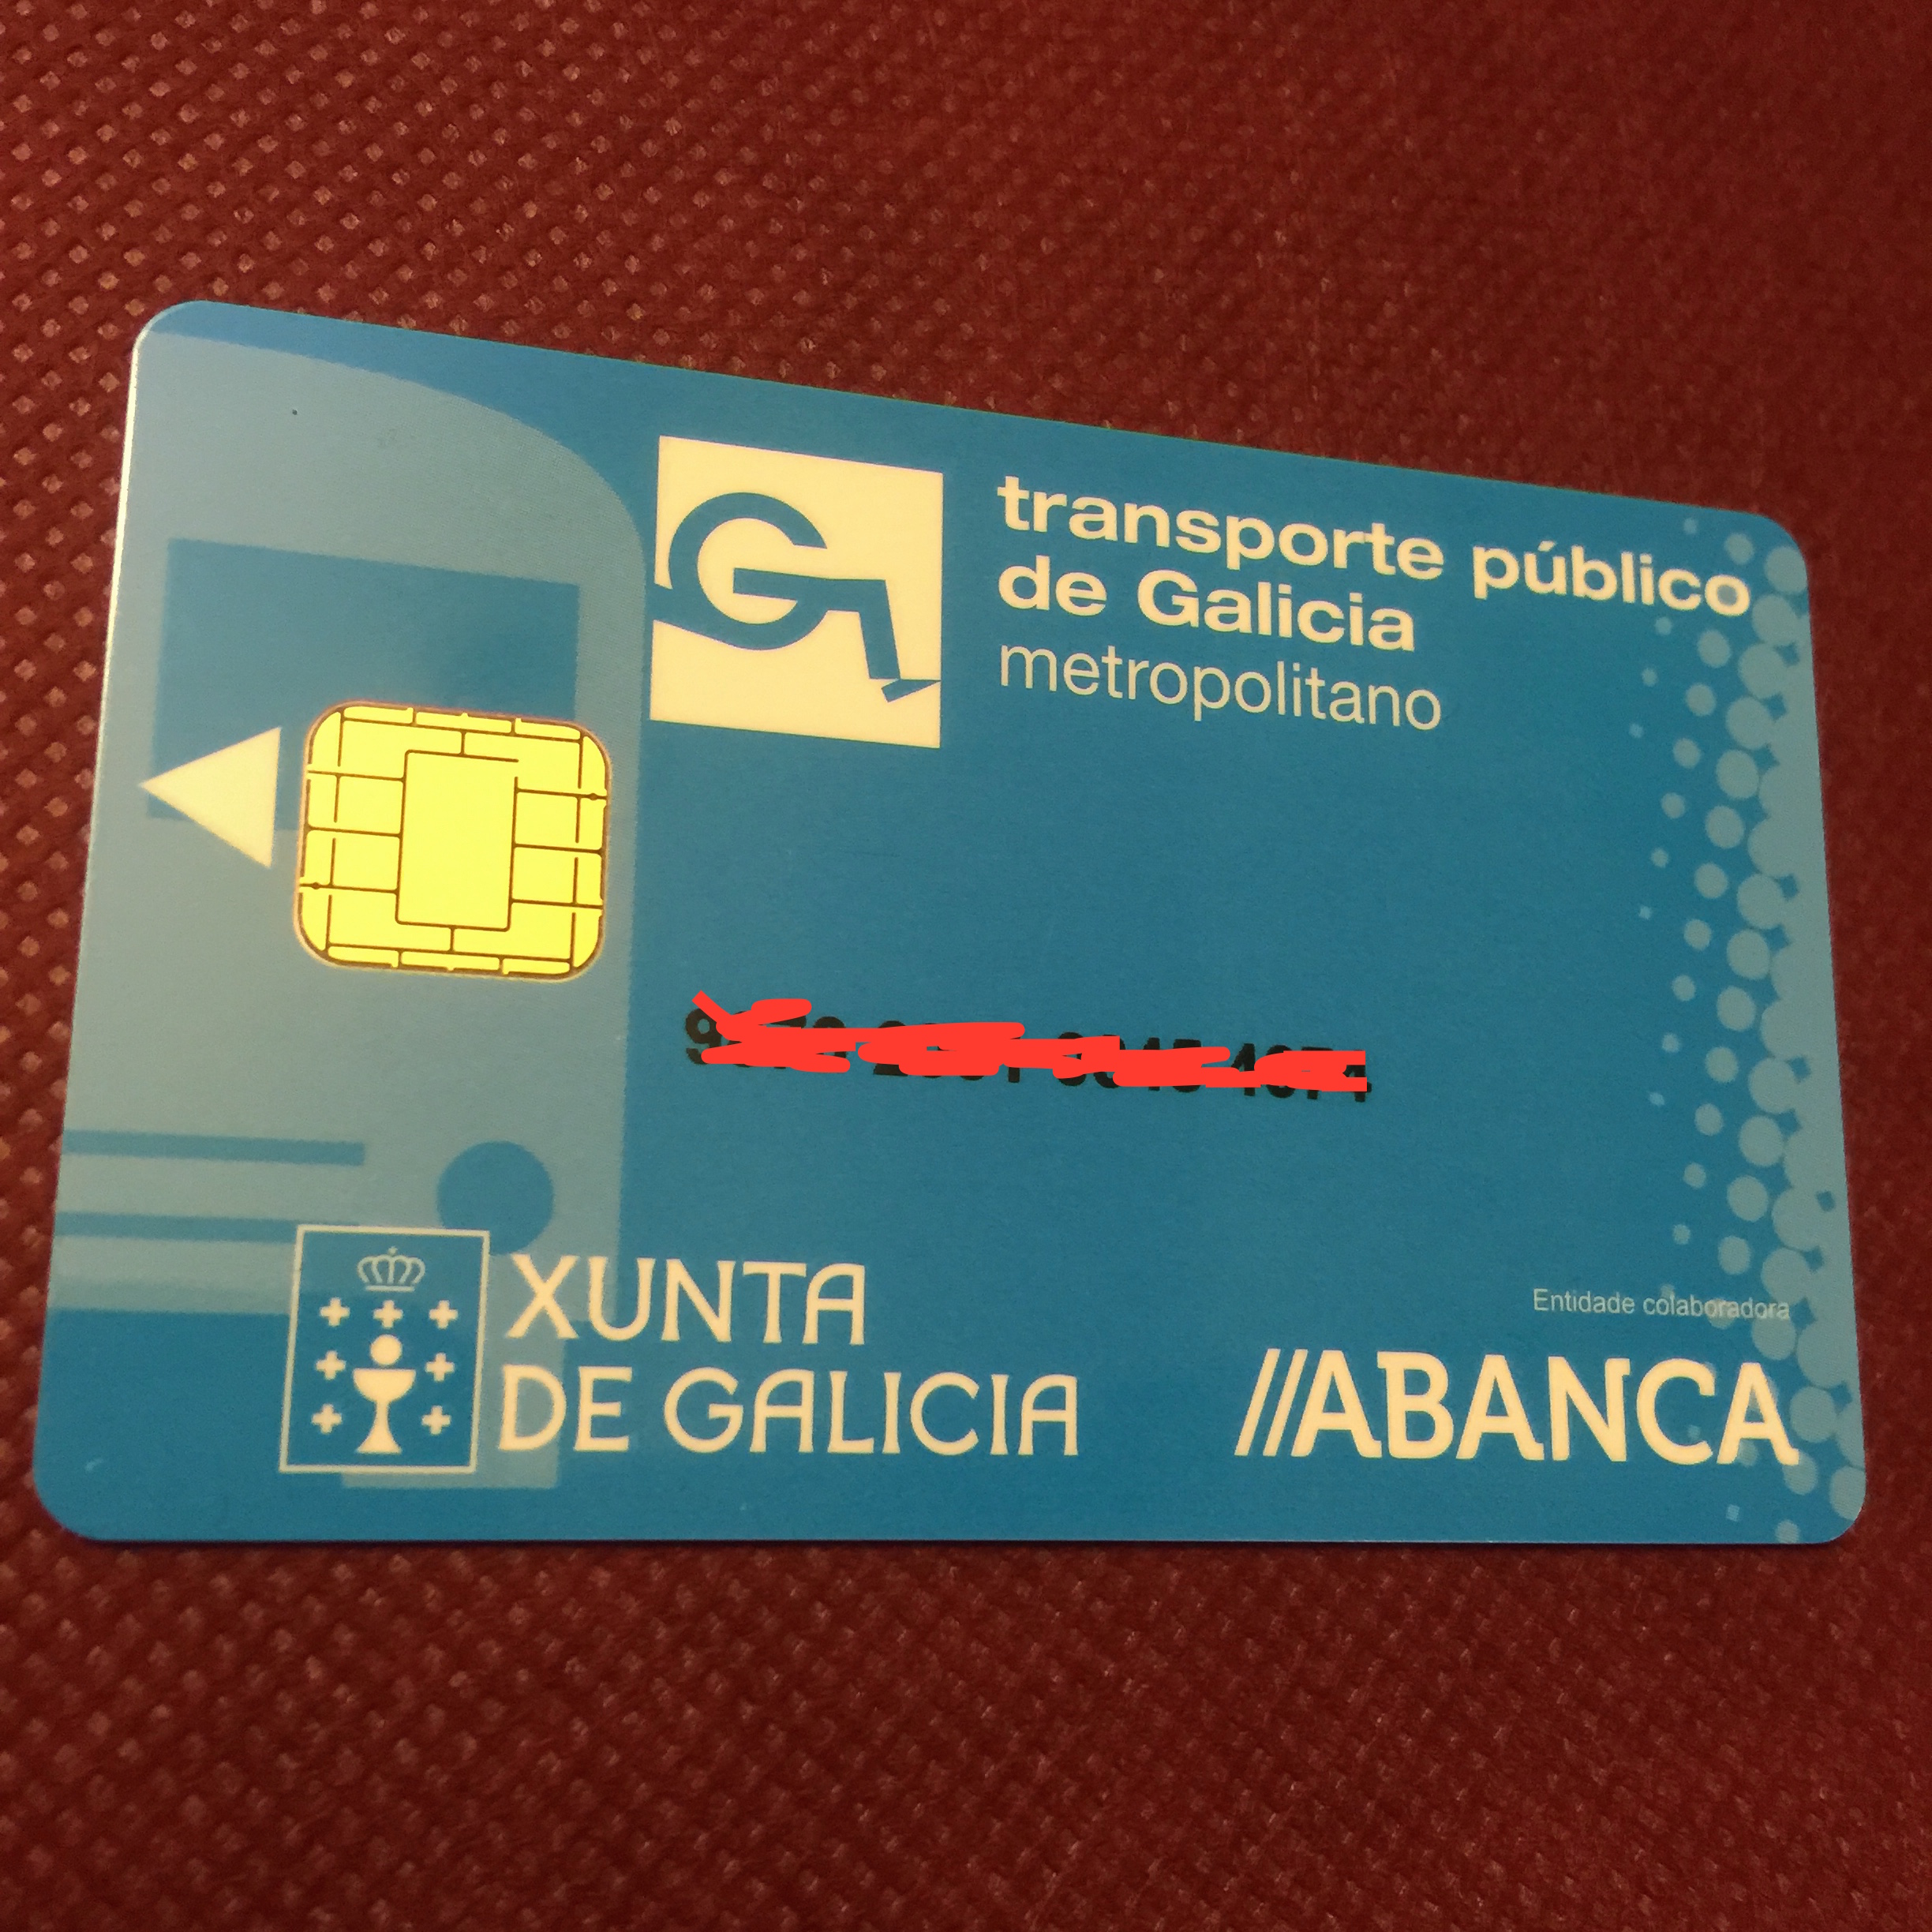 transporte público
de Galicia
metropolitano
XUNTA
DE GALICIA
Entidade colaboradora
//ABANCA